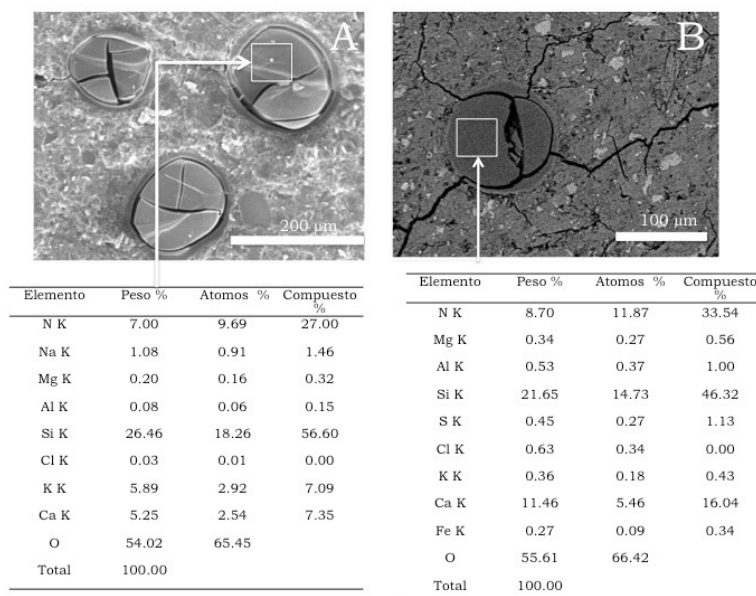 A
200 µm
B
100 µm
Elemento Peso % Atomos % Compuesto %
N K 7.00 9.69 27.00
Na K 1.08 0.91 1.46
Mg K 0.20 0.16 0.32
Al K 0.08 0.06 0.15
Si K 26.46 18.26 56.60
Cl K 0.03 0.01 0.00
K K 5.89 2.92 7.09
Ca K 5.25 2.54 7.35
O 54.02 65.45
Total 100.00
Elemento Peso % Atomos % Compuesto %
N K 8.70 11.87 33.54
Mg K 0.34 0.27 0.56
Al K 0.53 0.37 1.00
Si K 21.65 14.73 46.32
S K 0.45 0.27 1.13
Cl K 0.63 0.34 0.00
K K 0.36 0.18 0.43
Ca K 11.46 5.46 16.04
Fe K 0.27 0.09 0.34
O 55.61 66.42
Total 100.00